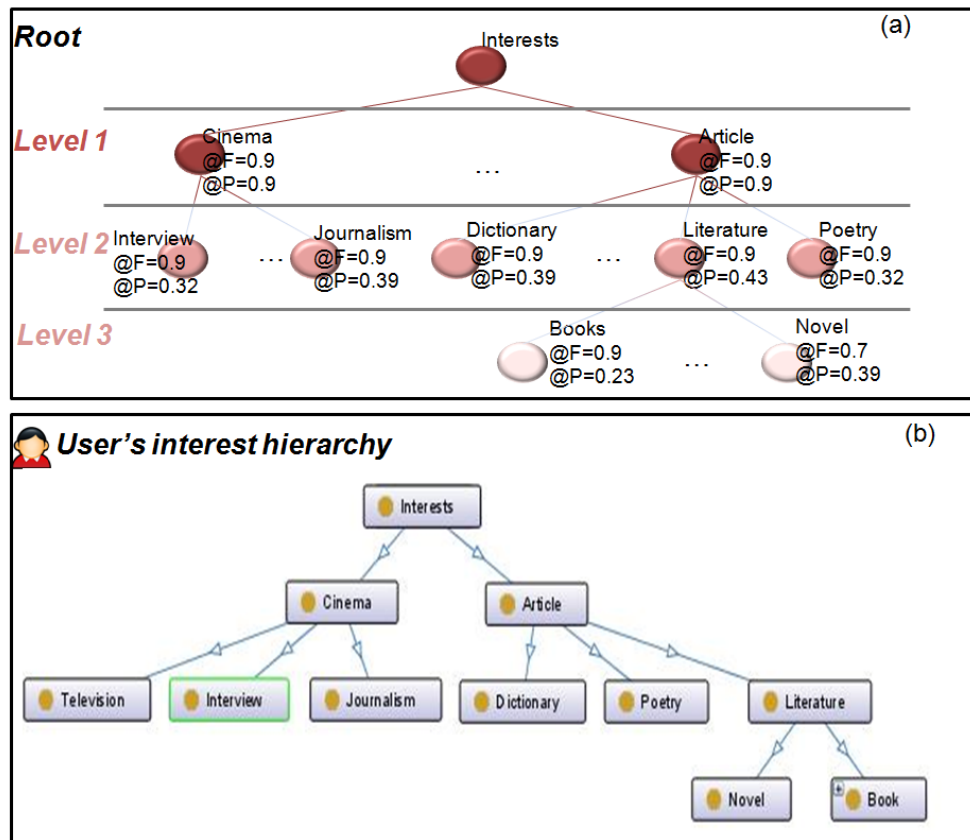 Root
(a)
Interests
Level 1
Cinema
@F=0.9
@P=0.9
...
Article
@F=0.9
@P=0.9
Level 2
Interview
@F=0.9
@P=0.32
...
Journalism
@F=0.9
@P=0.39
Dictionary
@F=0.9
@P=0.39
...
Literature
@F=0.9
@P=0.43
Poetry
@F=0.9
@P=0.32
Level 3
Books
@F=0.9
@P=0.23
...
Novel
@F=0.7
@P=0.39
User's interest hierarchy
(b)
Interests
Cinema
Article
Television
Interview
Journalism
Dictionary
Poetry
Literature
Novel
Book